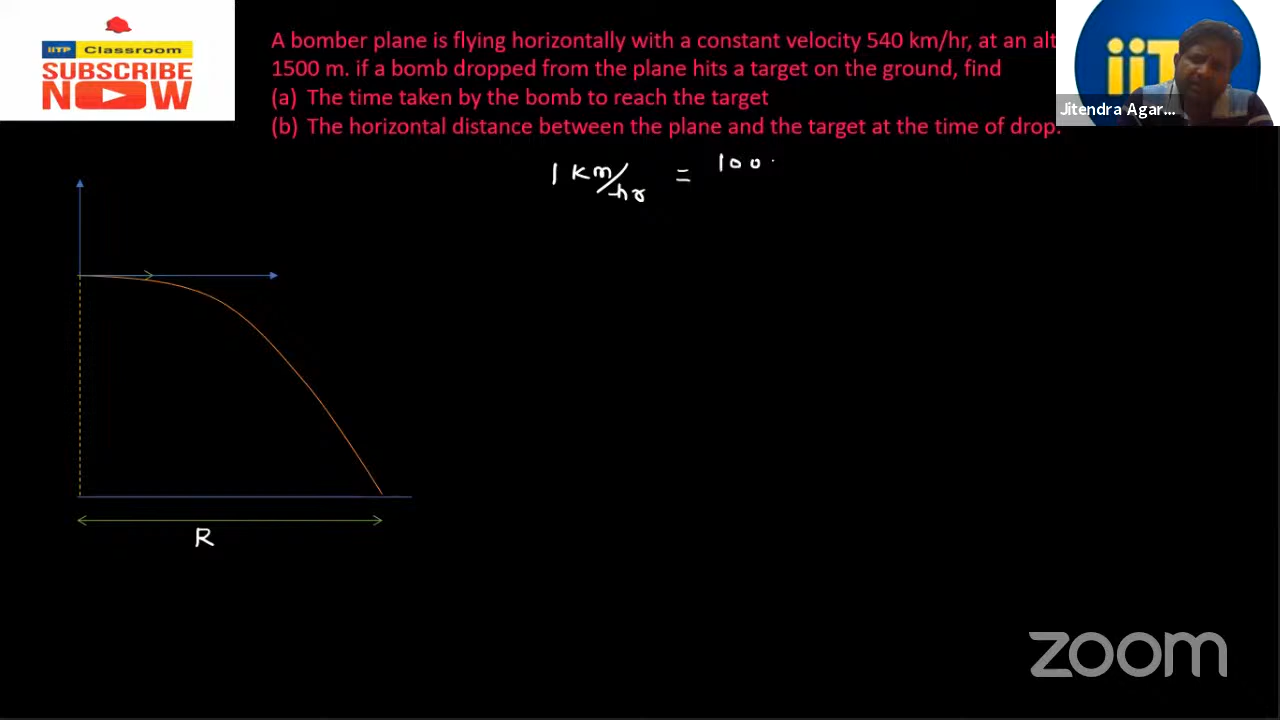 IITP Classroom
SUBSCRIBE
NOW
A bomber plane is flying horizontally with a constant velocity 540 km/hr, at an alt
1500 m. if a bomb dropped from the plane hits a target on the ground, find
(a) The time taken by the bomb to reach the target
(b) The horizontal distance between the plane and the target at the time of drop.
iiT
Jitendra Agar...
1 km/hr = 100
R
zoom